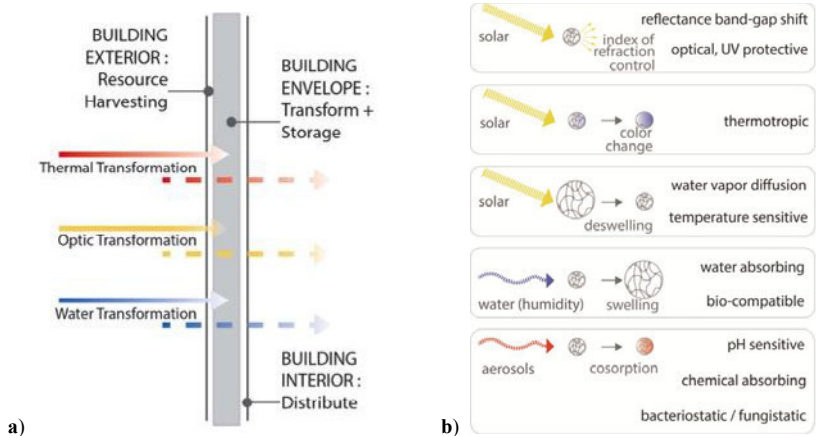 BUILDING
EXTERIOR :
Resource
Harvesting
BUILDING
ENVELOPE :
Transform +
Storage
Thermal Transformation
Optic Transformation
Water Transformation
BUILDING
INTERIOR :
Distribute
a)
solar
index of
refraction
control
reflectance band-gap shift
optical, UV protective
solar
color
change
thermotropic
solar
deswelling
water vapor diffusion
temperature sensitive
water (humidity)
swelling
water absorbing
bio-compatible
aerosols
cosorption
pH sensitive
chemical absorbing
bacteriostatic / fungistatic
b)